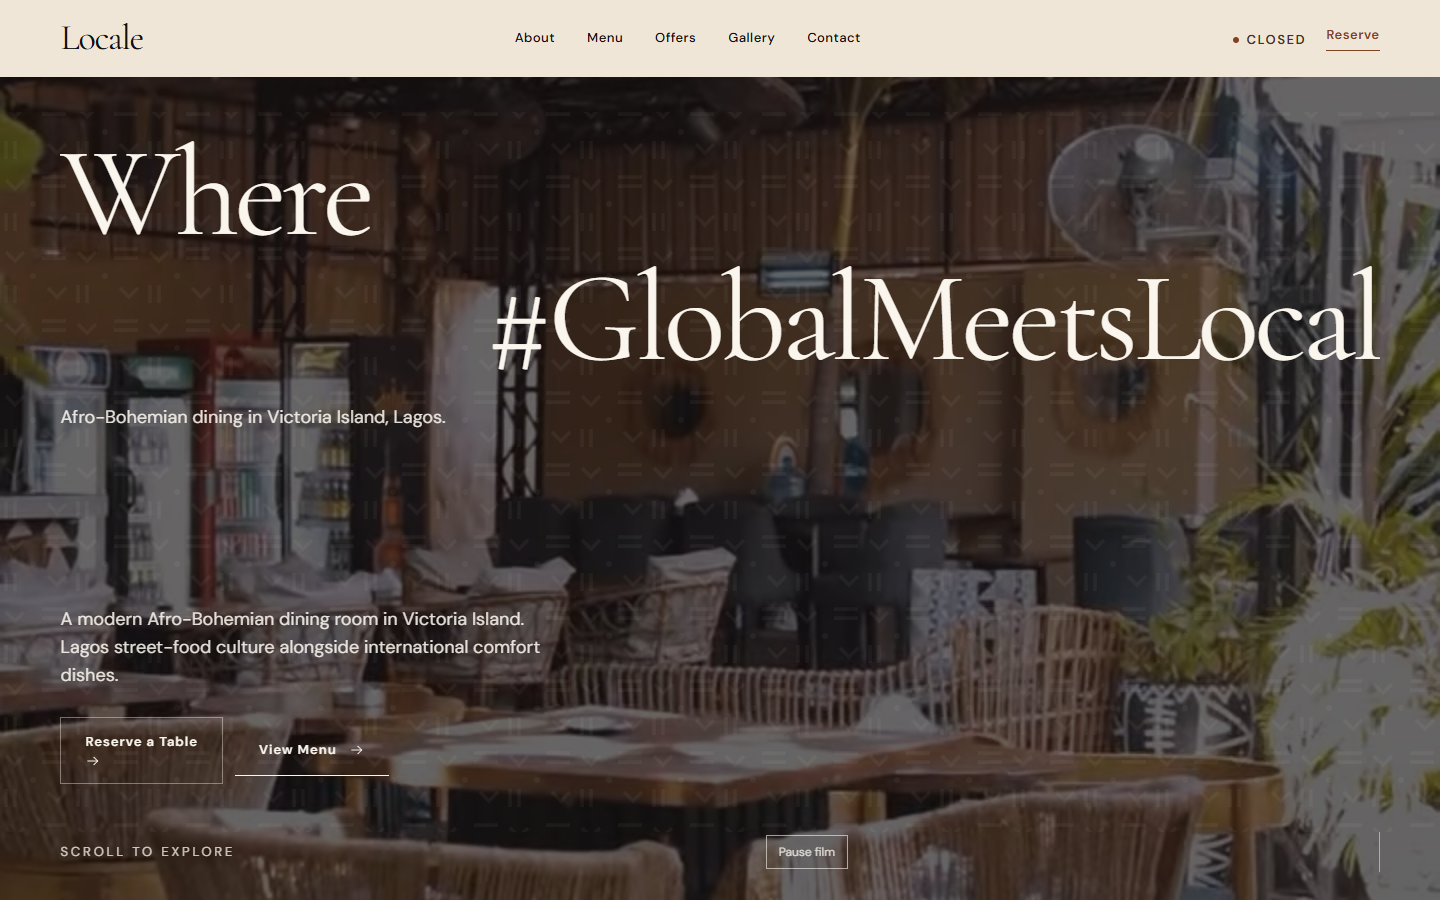 Locale
About
Menu
Offers
Gallery
Contact
CLOSED
Reserve
Where
#GlobalMeetsLocal
Afro-Bohemian dining in Victoria Island, Lagos.
A modern Afro-Bohemian dining room in Victoria Island.
Lagos street-food culture alongside international comfort
dishes.
Reserve a Table
→
View Menu →
SCROLL TO EXPLORE
Pause film